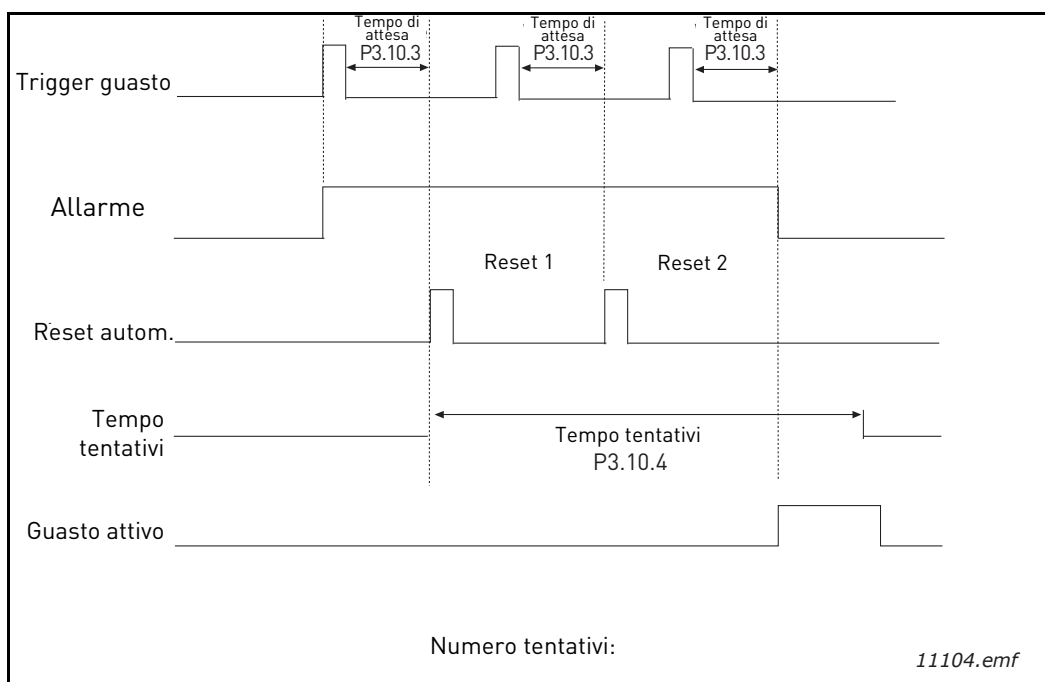 Tempo di
attesa
P3.10.3
Tempo di
attesa
P3.10.3
Tempo di
attesa
P3.10.3
Trigger guasto
Allarme
Reset 1
Reset 2
Reset autom.
Tempo
tentativi
Tempo tentativi
P3.10.4
Guasto attivo
Numero tentativi:
11104.emf